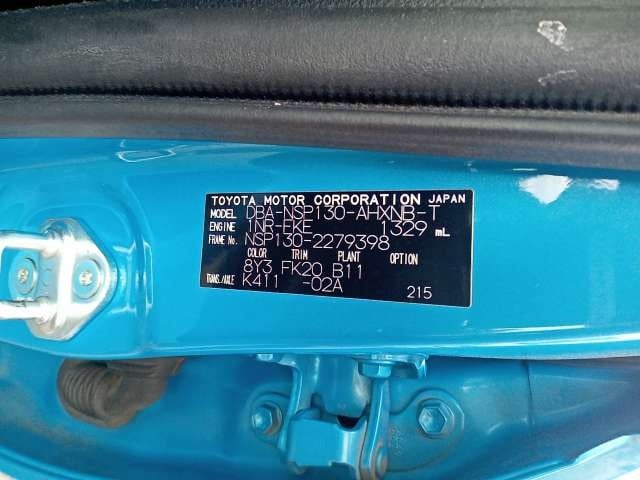 TOYOTA MOTOR CORPORATION JAPAN
MODEL DBA-NSP130-AHXNB-T
ENGINE 1NR-FKE 1329 mL
FRAME No. NSP130-2279398
COLOR TRIM PLANT OPTION
8Y3 FK20 B11
TRANS./AXLE K411 -02A
215